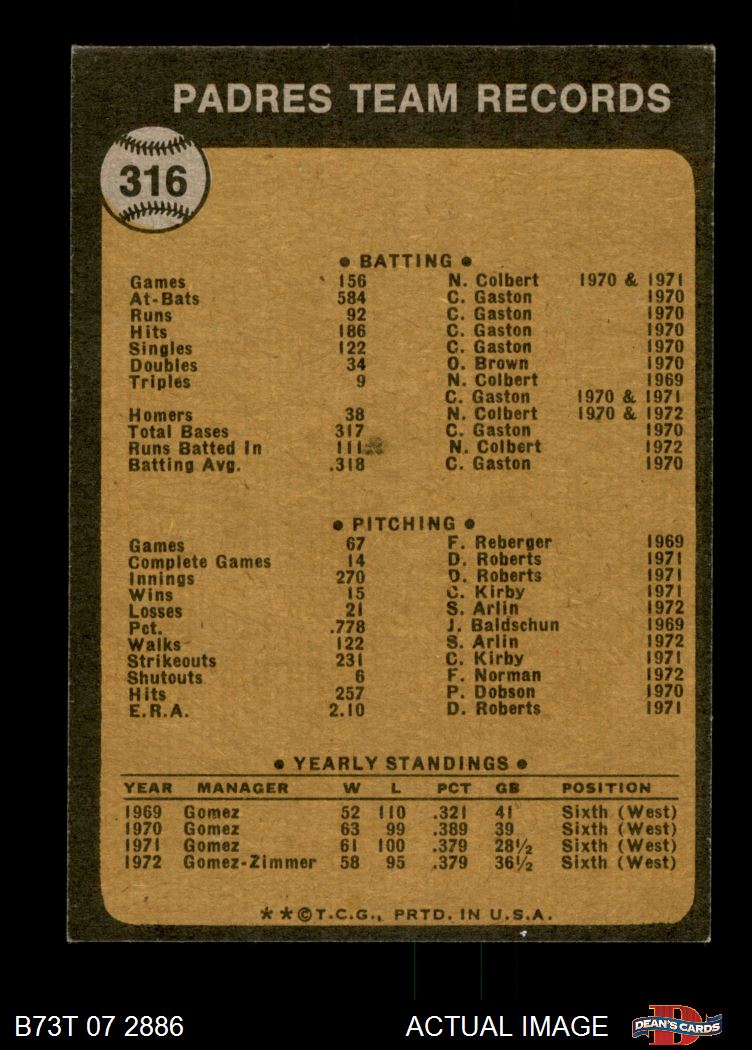 PADRES TEAM RECORDS
316
• BATTING •
Games 156 N. Colbert 1970 & 1971
At-Bats 584 C. Gaston 1970
Runs 92 C. Gaston 1970
Hits 186 C. Gaston 1970
Singles 122 C. Gaston 1970
Doubles 34 O. Brown 1970
Triples 9 N. Colbert 1969
C. Gaston 1970 & 1971
Homers 38 N. Colbert 1970 & 1972
Total Bases 317 C. Gaston 1970
Runs Batted In 111 N. Colbert 1972
Batting Avg. .318 C. Gaston 1970
• PITCHING •
Games 67 F. Reberger 1969
Complete Games 14 D. Roberts 1971
Innings 270 D. Roberts 1971
Wins 15 C. Kirby 1971
Losses 21 S. Arlin 1972
Pct. .778 J. Baldschun 1969
Walks 122 S. Arlin 1972
Strikeouts 231 C. Kirby 1971
Shutouts 6 F. Norman 1972
Hits 257 P. Dobson 1970
E.R.A. 2.10 D. Roberts 1971
• YEARLY STANDINGS •
YEAR MANAGER W L PCT GB POSITION
1969 Gomez 52 110 .321 41 Sixth (West)
1970 Gomez 63 99 .389 39 Sixth (West)
1971 Gomez 61 100 .379 28½ Sixth (West)
1972 Gomez-Zimmer 58 95 .379 36½ Sixth (West)
**©T.C.G., PRTD. IN U.S.A.
B73T 07 2886 ACTUAL IMAGE D DEAN'S CARDS